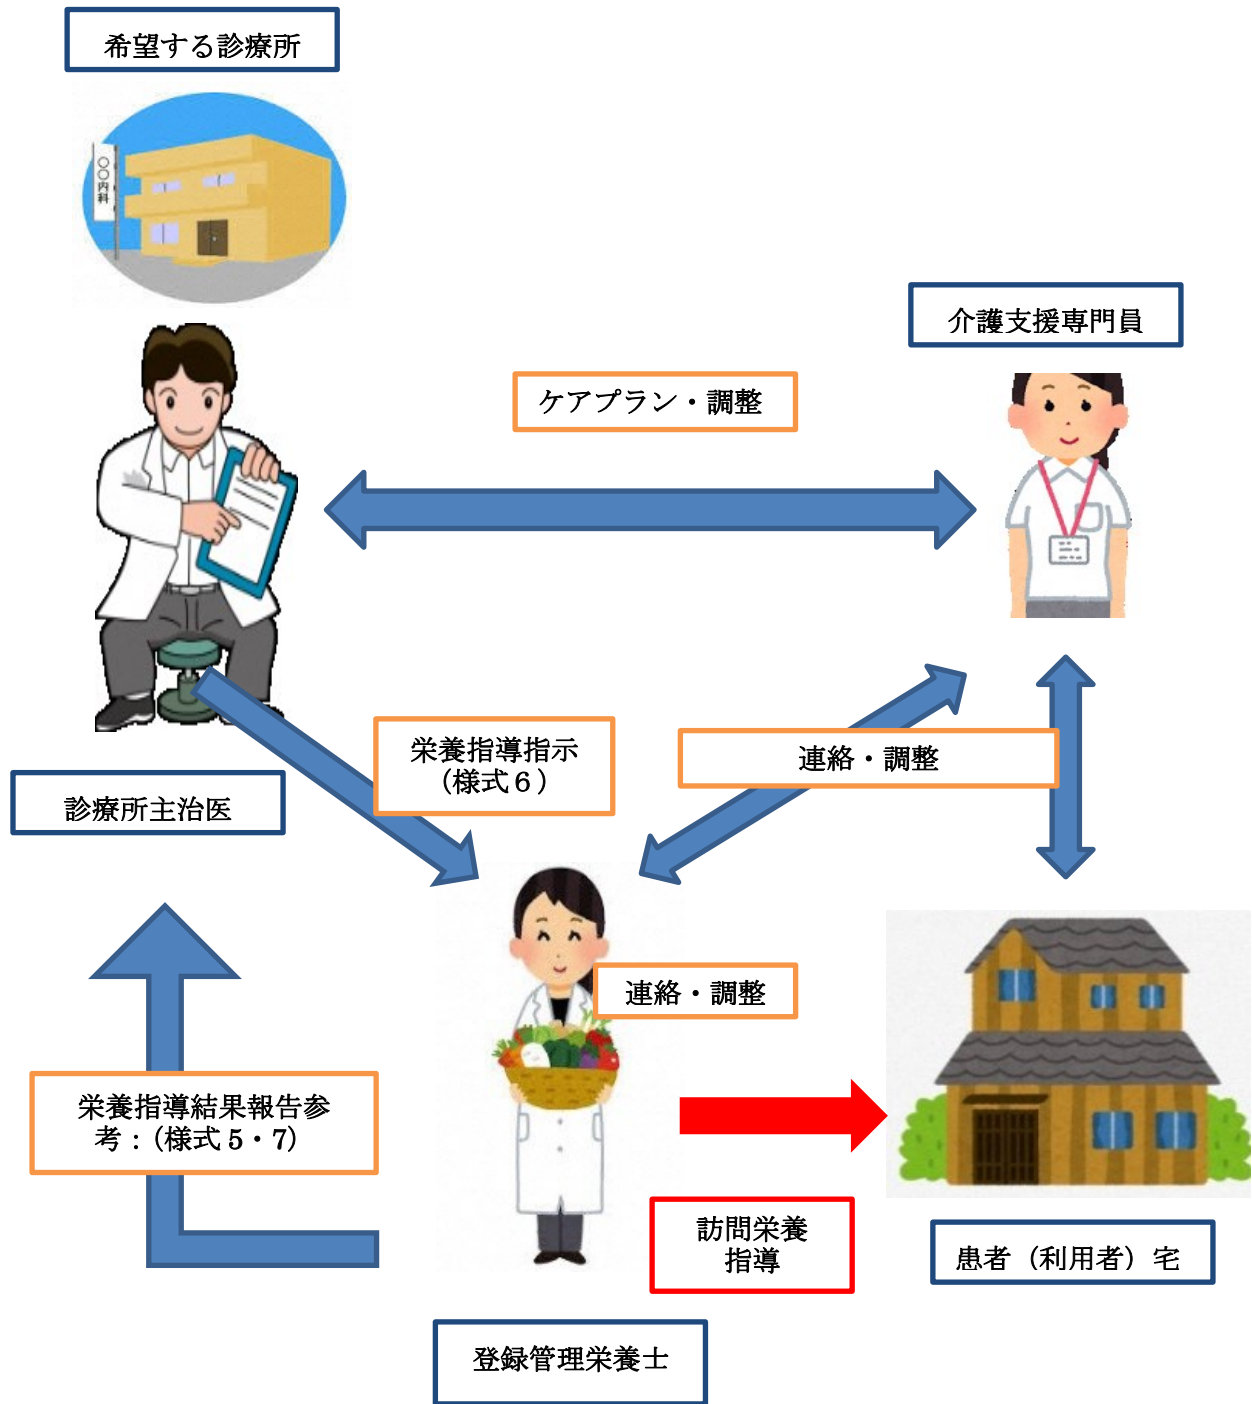 希望する診療所
〇〇内科
介護支援専門員
ケアプラン・調整
栄養指導指示
（様式６）
連絡・調整
診療所主治医
連絡・調整
栄養指導結果報告参
考：（様式 5・7）
訪問栄養
指導
患者（利用者）宅
登録管理栄養士